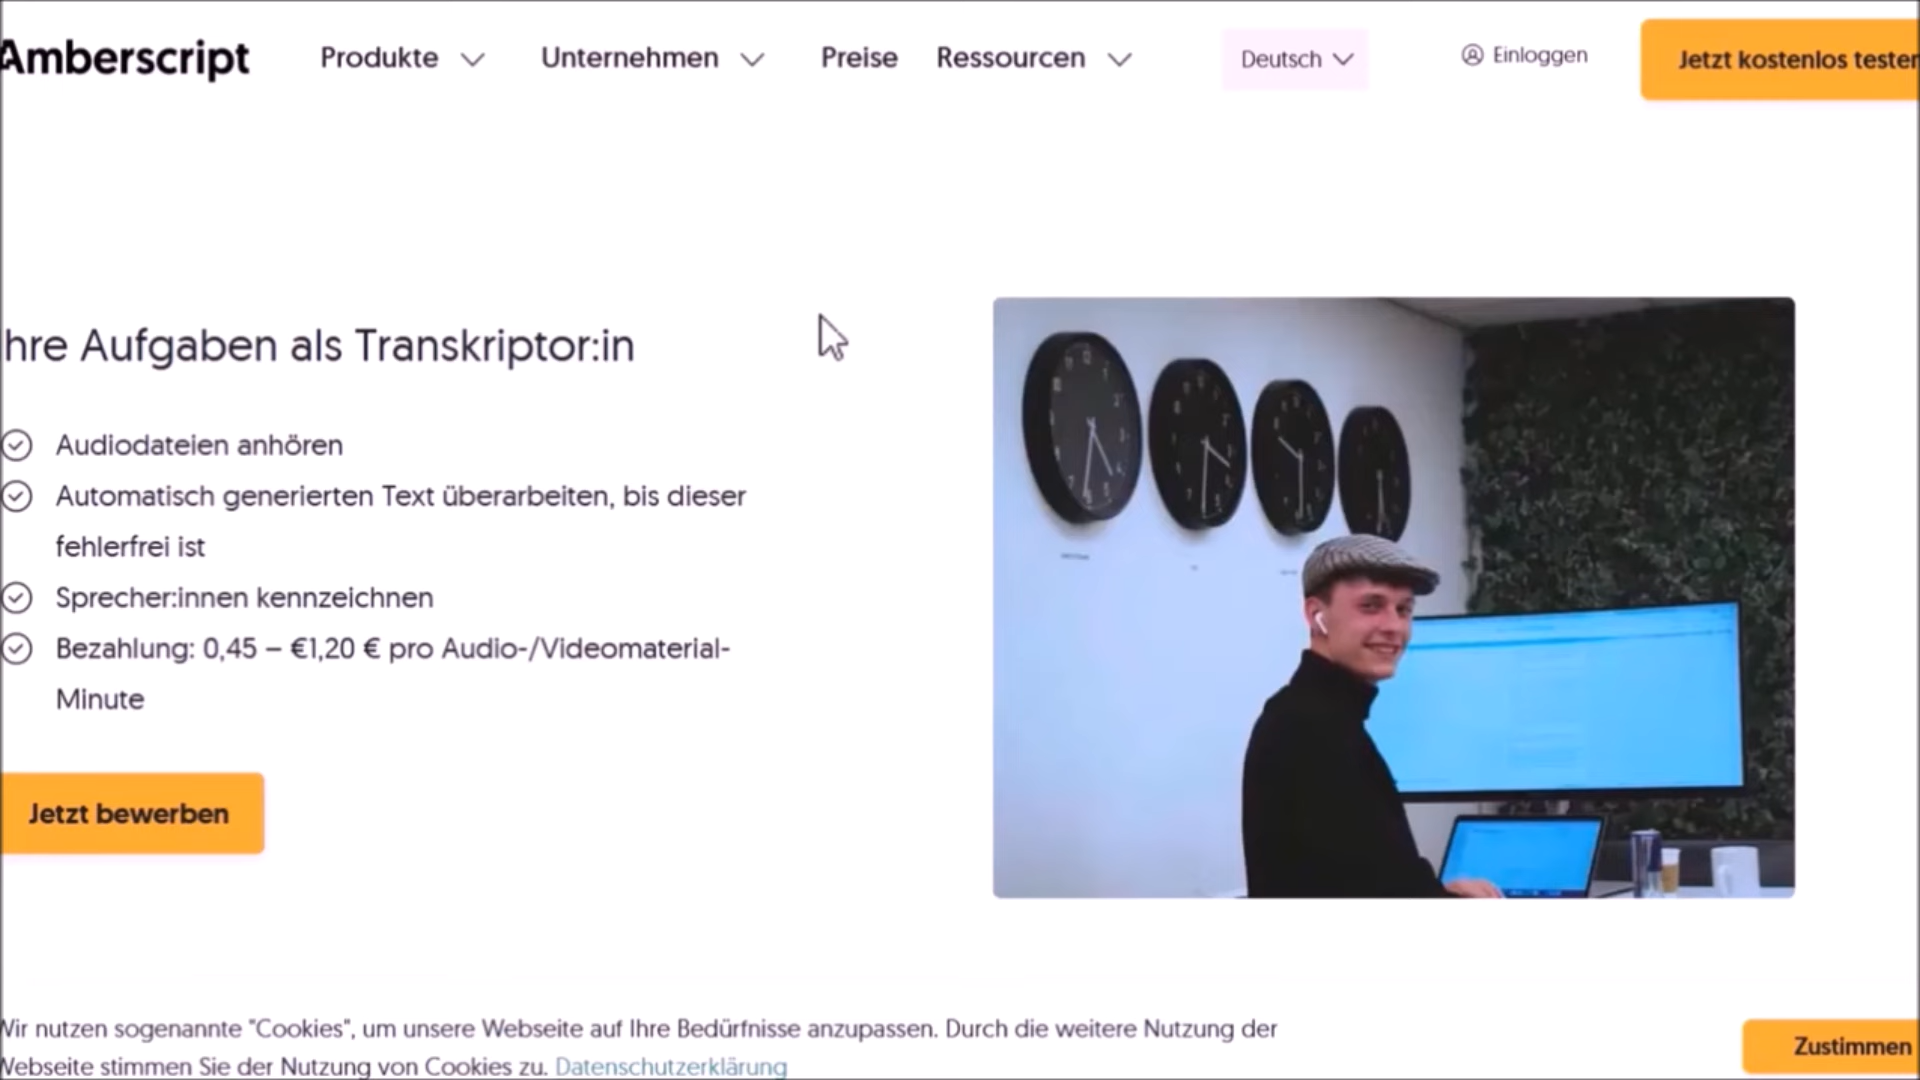 Amberscript
Produkte
Unternehmen
Preise
Ressourcen
Deutsch
Einloggen
Jetzt kostenlos tester
hre Aufgaben als Transkriptor:in
Audiodateien anhören
Automatisch generierten Text überarbeiten, bis dieser
fehlerfrei ist
Sprecher:innen kennzeichnen
Bezahlung: 0,45 – €1,20 € pro Audio-/Videomaterial-
Minute
Jetzt bewerben
Wir nutzen sogenannte "Cookies", um unsere Webseite auf Ihre Bedürfnisse anzupassen. Durch die weitere Nutzung der
Webseite stimmen Sie der Nutzung von Cookies zu. Datenschutzerklärung
Zustimmen